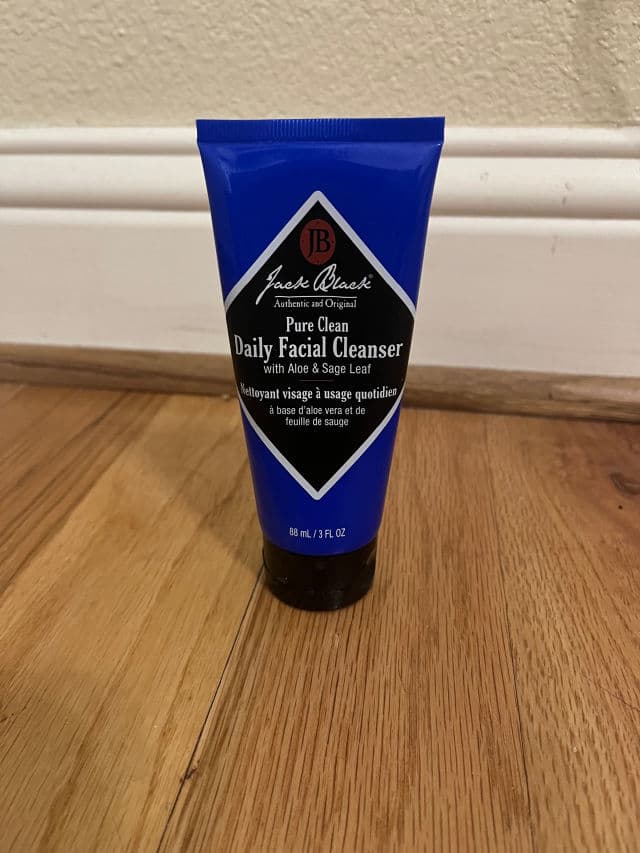 JB
Jack Black®
Authentic and Original
Pure Clean
Daily Facial Cleanser
with Aloe & Sage Leaf
Nettoyant visage à usage quotidien
à base d'aloe vera et de
feuille de sauge
88 mL / 3 FL OZ